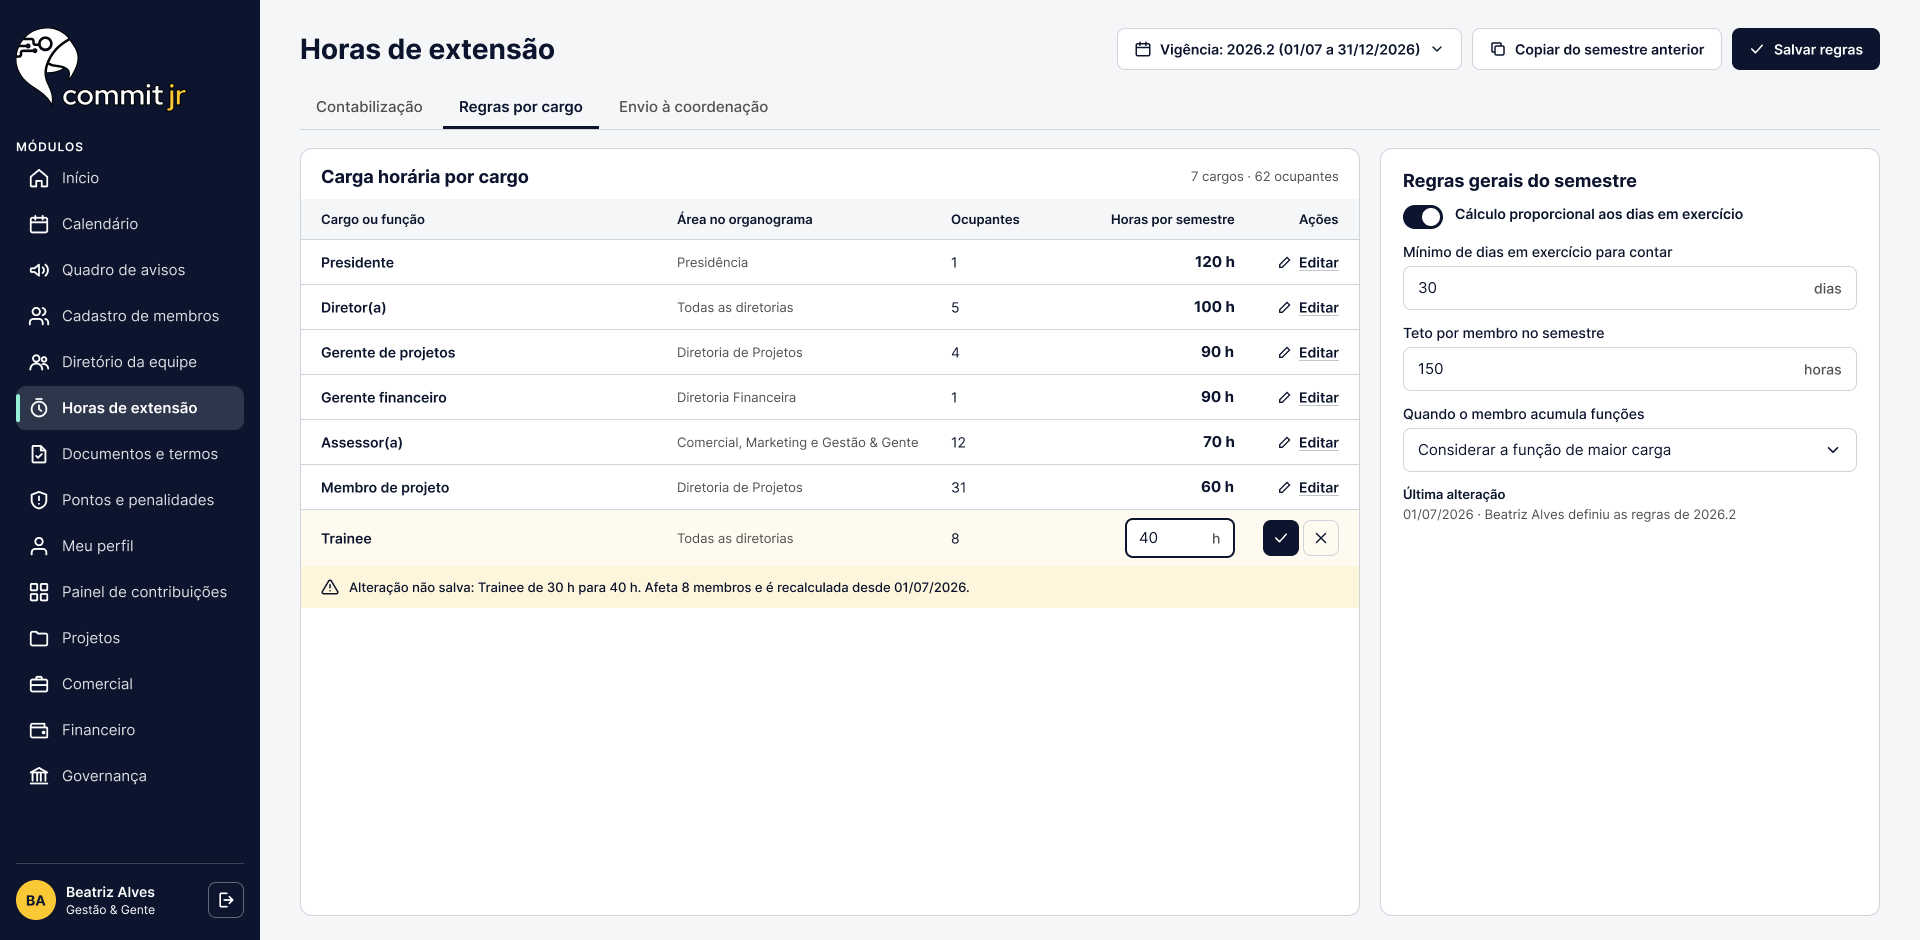 commit jr
MÓDULOS
Início
Calendário
Quadro de avisos
Cadastro de membros
Diretório da equipe
Horas de extensão
Documentos e termos
Pontos e penalidades
Meu perfil
Painel de contribuições
Projetos
Comercial
Financeiro
Governança
BA
Beatriz Alves
Gestão & Gente
Horas de extensão
Vigência: 2026.2 (01/07 a 31/12/2026)
Copiar do semestre anterior
Salvar regras
Contabilização
Regras por cargo
Envio à coordenação
Carga horária por cargo
7 cargos · 62 ocupantes
Cargo ou função Área no organograma Ocupantes Horas por semestre Ações
Presidente Presidência 1 120 h Editar
Diretor(a) Todas as diretorias 5 100 h Editar
Gerente de projetos Diretoria de Projetos 4 90 h Editar
Gerente financeiro Diretoria Financeira 1 90 h Editar
Assessor(a) Comercial, Marketing e Gestão & Gente 12 70 h Editar
Membro de projeto Diretoria de Projetos 31 60 h Editar
Trainee Todas as diretorias 8 40 h
Alteração não salva: Trainee de 30 h para 40 h. Afeta 8 membros e é recalculada desde 01/07/2026.
Regras gerais do semestre
Cálculo proporcional aos dias em exercício
Mínimo de dias em exercício para contar
30 dias
Teto por membro no semestre
150 horas
Quando o membro acumula funções
Considerar a função de maior carga
Última alteração
01/07/2026 · Beatriz Alves definiu as regras de 2026.2